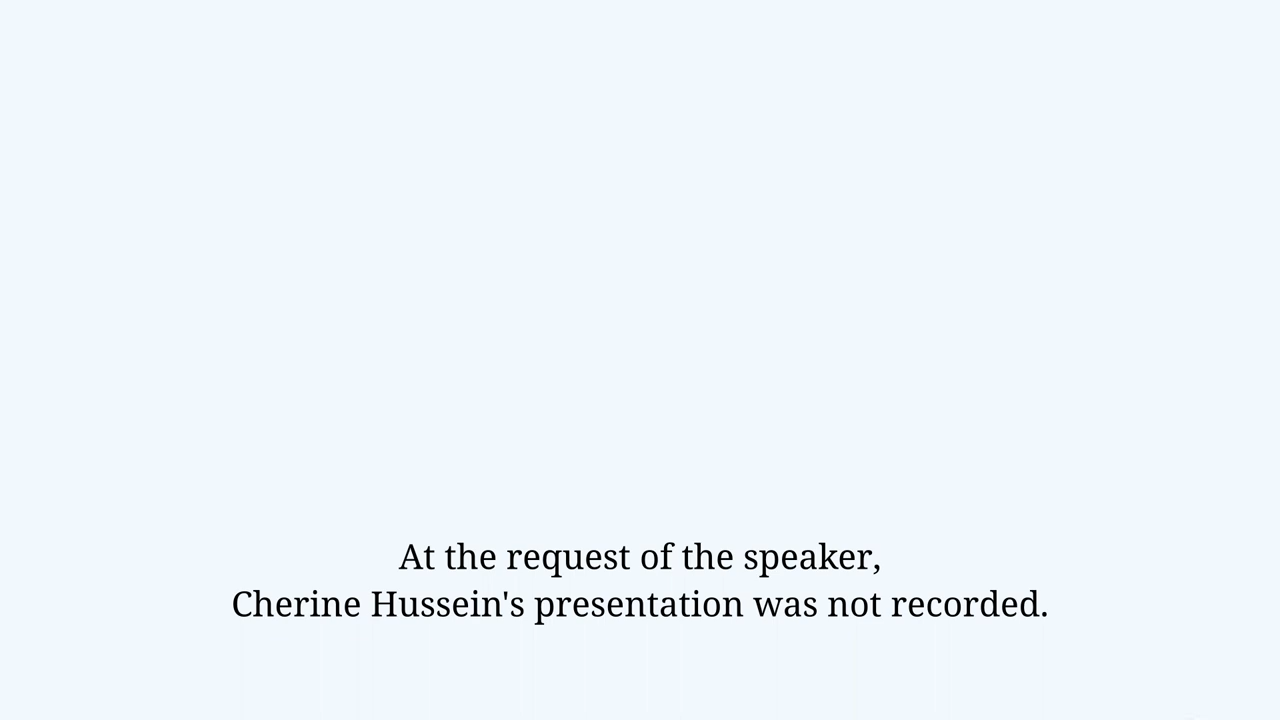 At the request of the speaker,
Cherine Hussein's presentation was not recorded.